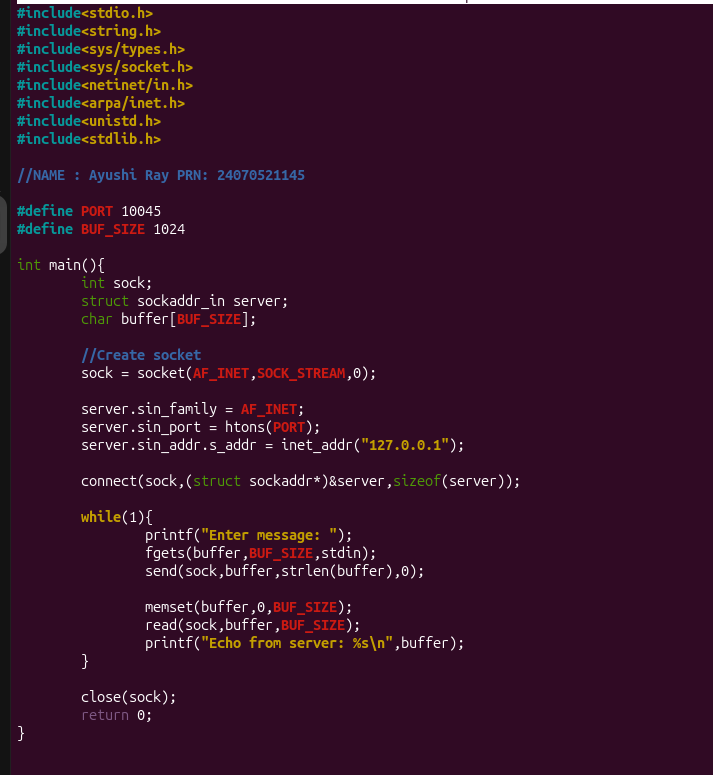 #include<stdio.h>
#include<string.h>
#include<sys/types.h>
#include<sys/socket.h>
#include<netinet/in.h>
#include<arpa/inet.h>
#include<unistd.h>
#include<stdlib.h>

//NAME : Ayushi Ray PRN: 24070521145

#define PORT 10045
#define BUF_SIZE 1024

int main(){
        int sock;
        struct sockaddr_in server;
        char buffer[BUF_SIZE];

        //Create socket
        sock = socket(AF_INET,SOCK_STREAM,0);

        server.sin_family = AF_INET;
        server.sin_port = htons(PORT);
        server.sin_addr.s_addr = inet_addr("127.0.0.1");

        connect(sock,(struct sockaddr*)&server,sizeof(server));

        while(1){
                printf("Enter message: ");
                fgets(buffer,BUF_SIZE,stdin);
                send(sock,buffer,strlen(buffer),0);

                memset(buffer,0,BUF_SIZE);
                read(sock,buffer,BUF_SIZE);
                printf("Echo from server: %s\n",buffer);
        }

        close(sock);
        return 0;
}